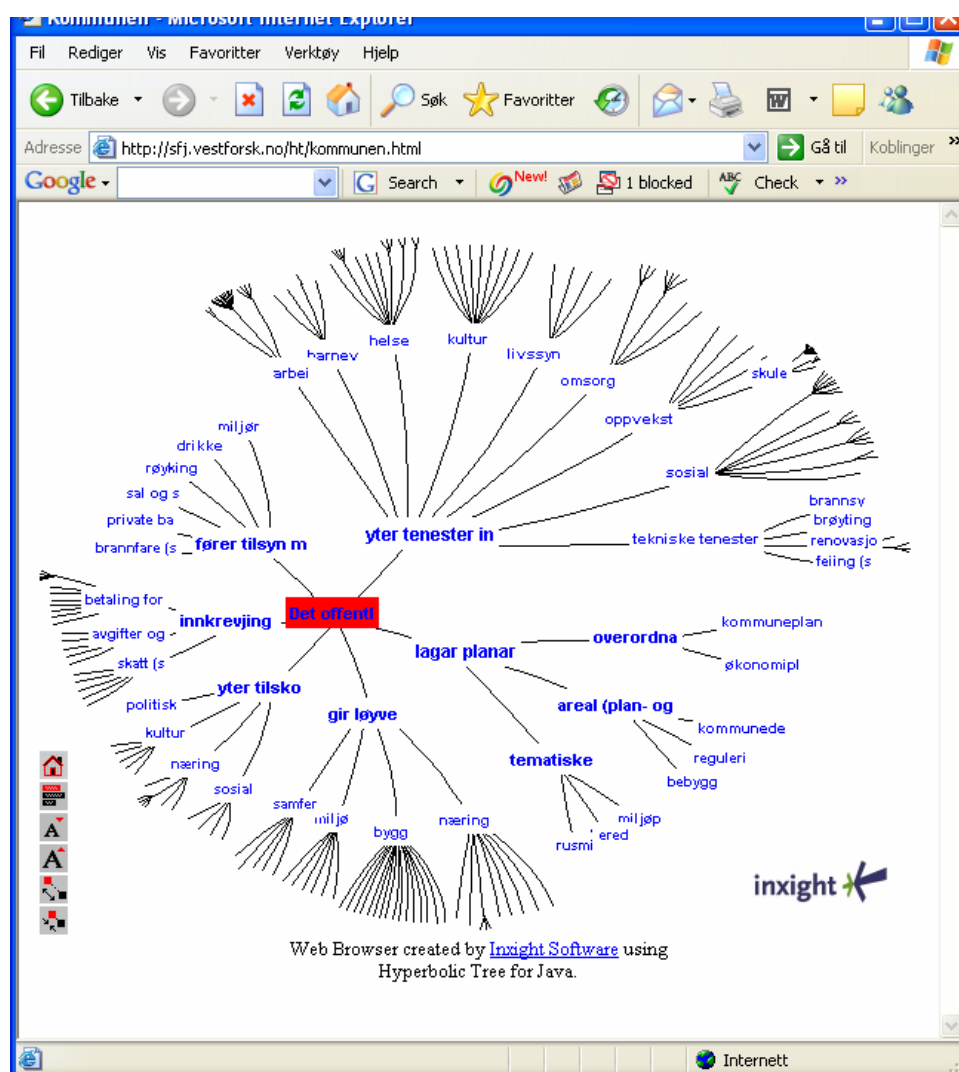 Kommunen - Microsoft Internet Explorer
Fil Rediger Vis Favoritter Verktøy Hjelp
Tilbake Søk Favoritter
Adresse http://sfj.vestforsk.no/ht/kommunen.html Gå til Koblinger »
Google Search New! 1 blocked ABC Check »
helse
kultur
livssyn
barnev
arbei
omsorg
skule
oppvekst
sosial
miljør
drikke
røyking
sal og s
private ba
brannfare (s
fører tilsyn m
yter tenester in
tekniske tenester
brannsv
brøyting
renovasjo
feiing (s
betaling for
innkrevjing
avgifter og
skatt (s
Det offentl
lagar planar
overordna
kommuneplan
økonomipl
yter tilsko
politisk
kultur
næring
sosial
gir løyve
samfer
miljø
bygg
næring
areal (plan- og
kommunede
reguleri
bebygg
tematiske
miljøp
ered
rusmi
A
A
inxight
Web Browser created by Inxight Software using
Hyperbolic Tree for Java.
Internett